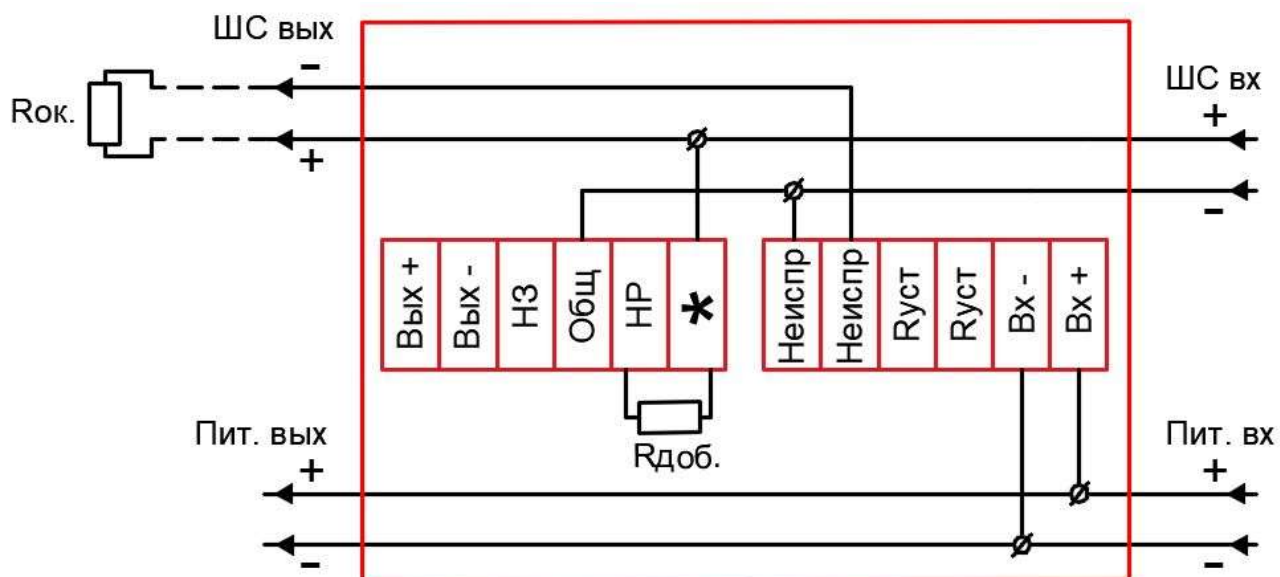 ШС вых
-
Rок.
+
ШС вх
+
-
Вых +
Вых -
НЗ
Общ
НР
*
Неиспр
Неиспр
Rуст
Rуст
Вх -
Вх +
Rдоб.
Пит. вых
+
-
Пит. вх
+
-